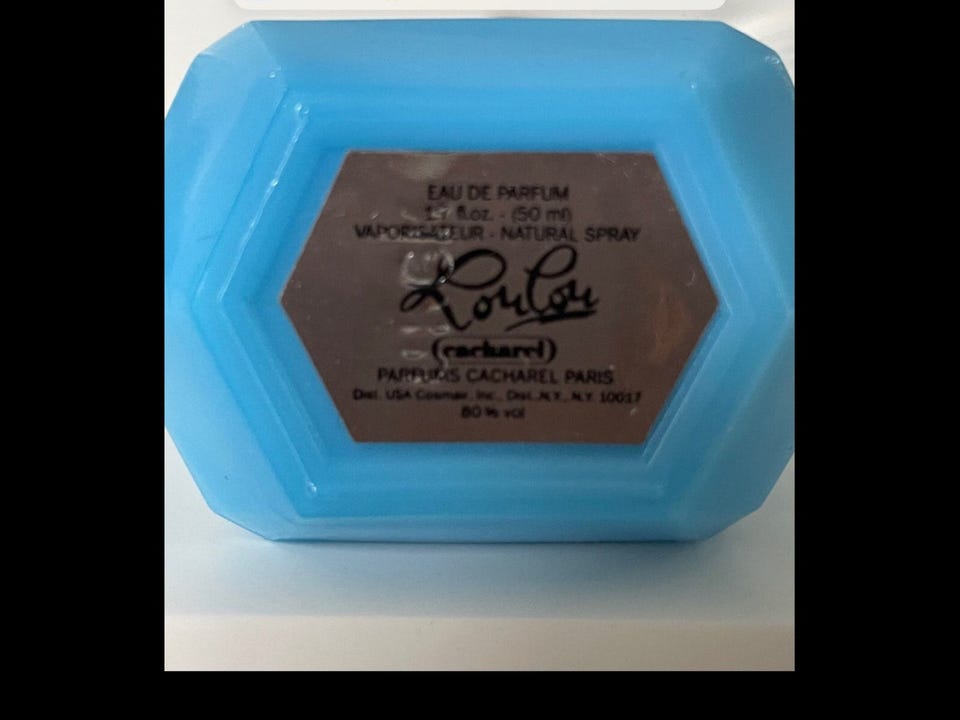 EAU DE PARFUM
1.7 fl.oz. - (50 ml)
VAPORISATEUR - NATURAL SPRAY
LouLou
(cacharel)
PARFUMS CACHAREL PARIS
Dist. USA Cosmair, Inc., Dist. N.Y., N.Y. 10017
80 % vol